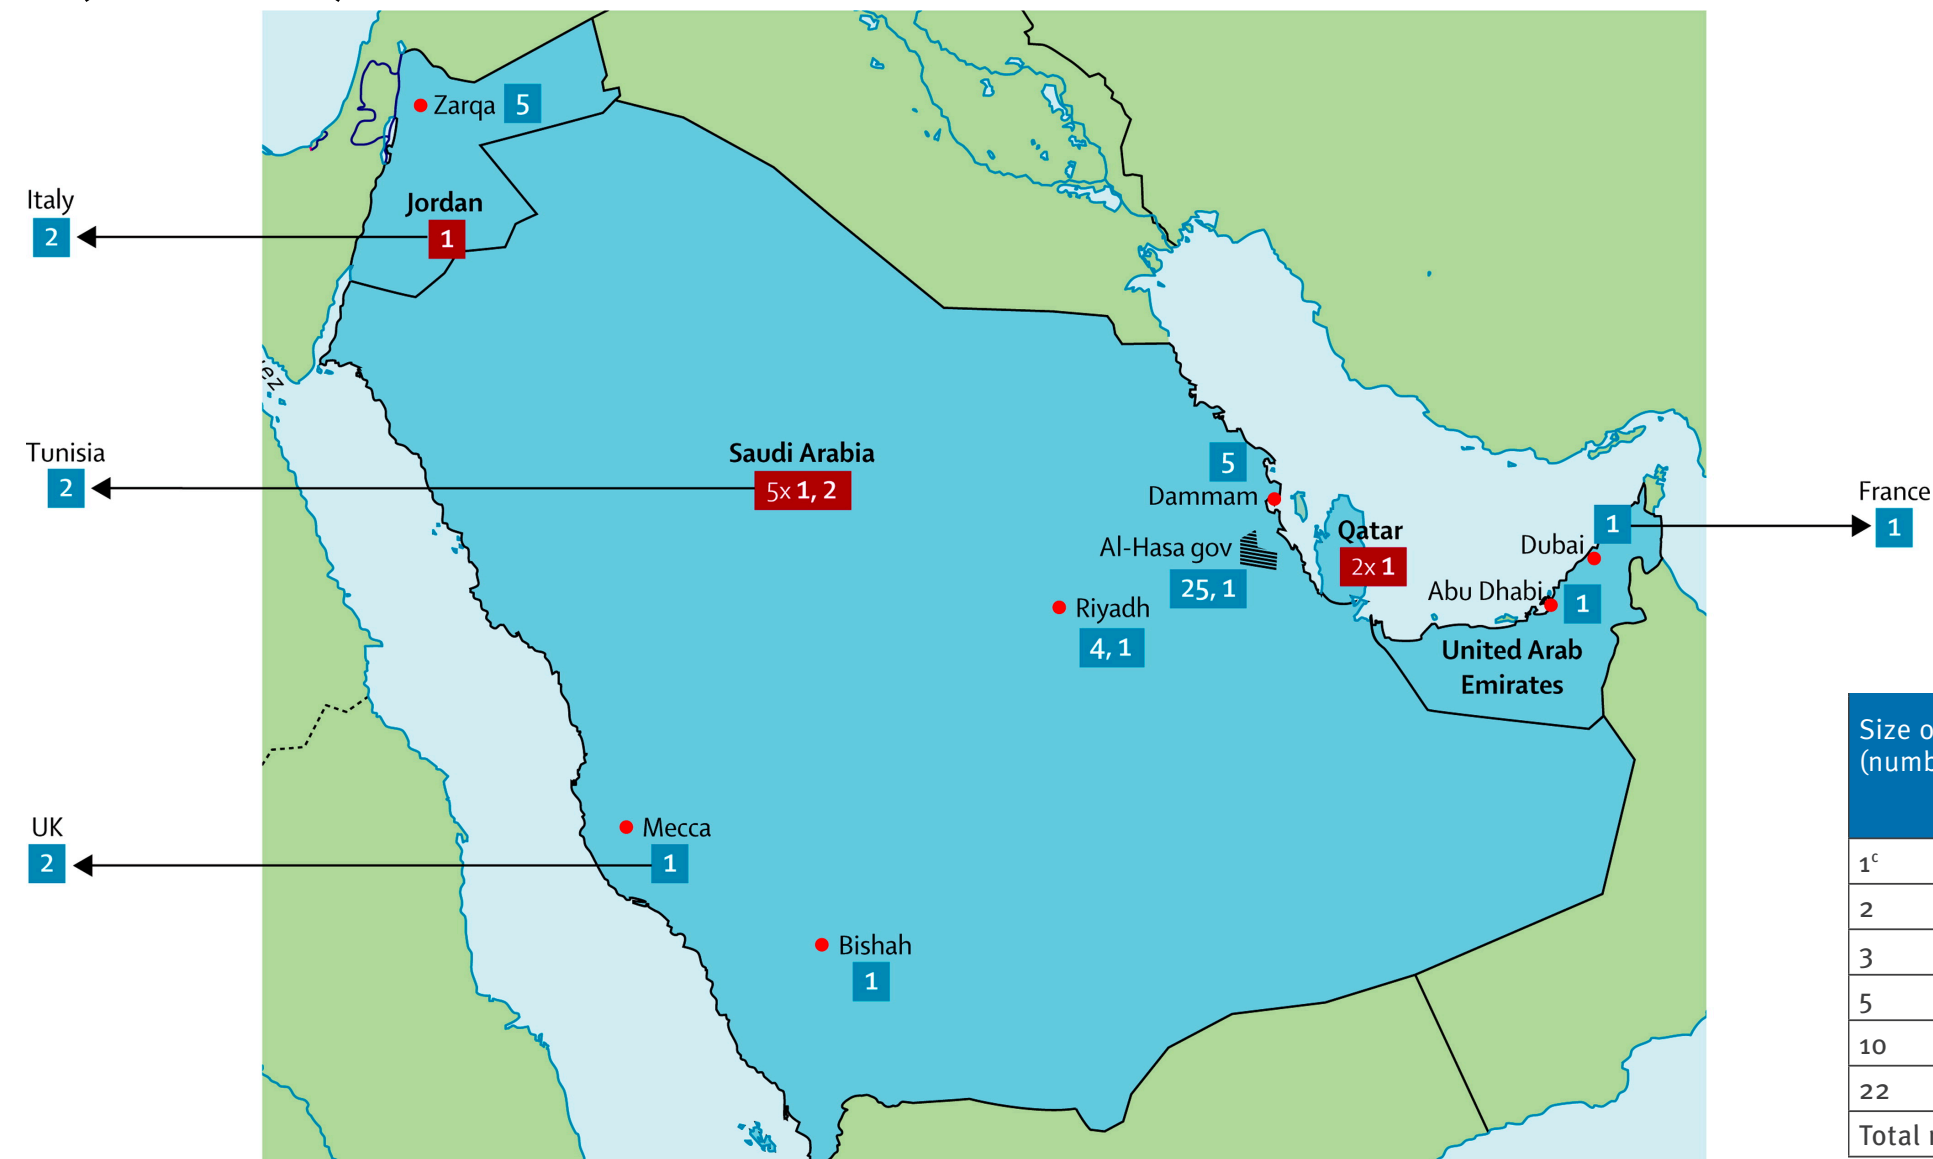 Zarqa 5
Italy
2
Jordan
1
Tunisia
2
Saudi Arabia
5x 1, 2
5
Dammam
Al-Hasa gov
25, 1
Qatar
2x 1
1
France
1
Dubai
Abu Dhabi
1
Riyadh
4, 1
United Arab
Emirates
UK
2
Mecca
1
Bishah
1
Size o
(numb
1c
2
3
5
10
22
Total